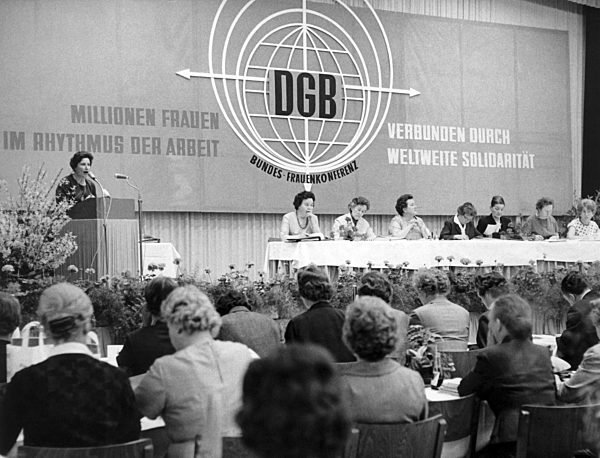 DGB
BUNDES-FRAUENKONFERENZ
MILLIONEN FRAUEN
IM RHYTHMUS DER ARBEIT
VERBUNDEN DURCH
WELTWEITE SOLIDARITÄT